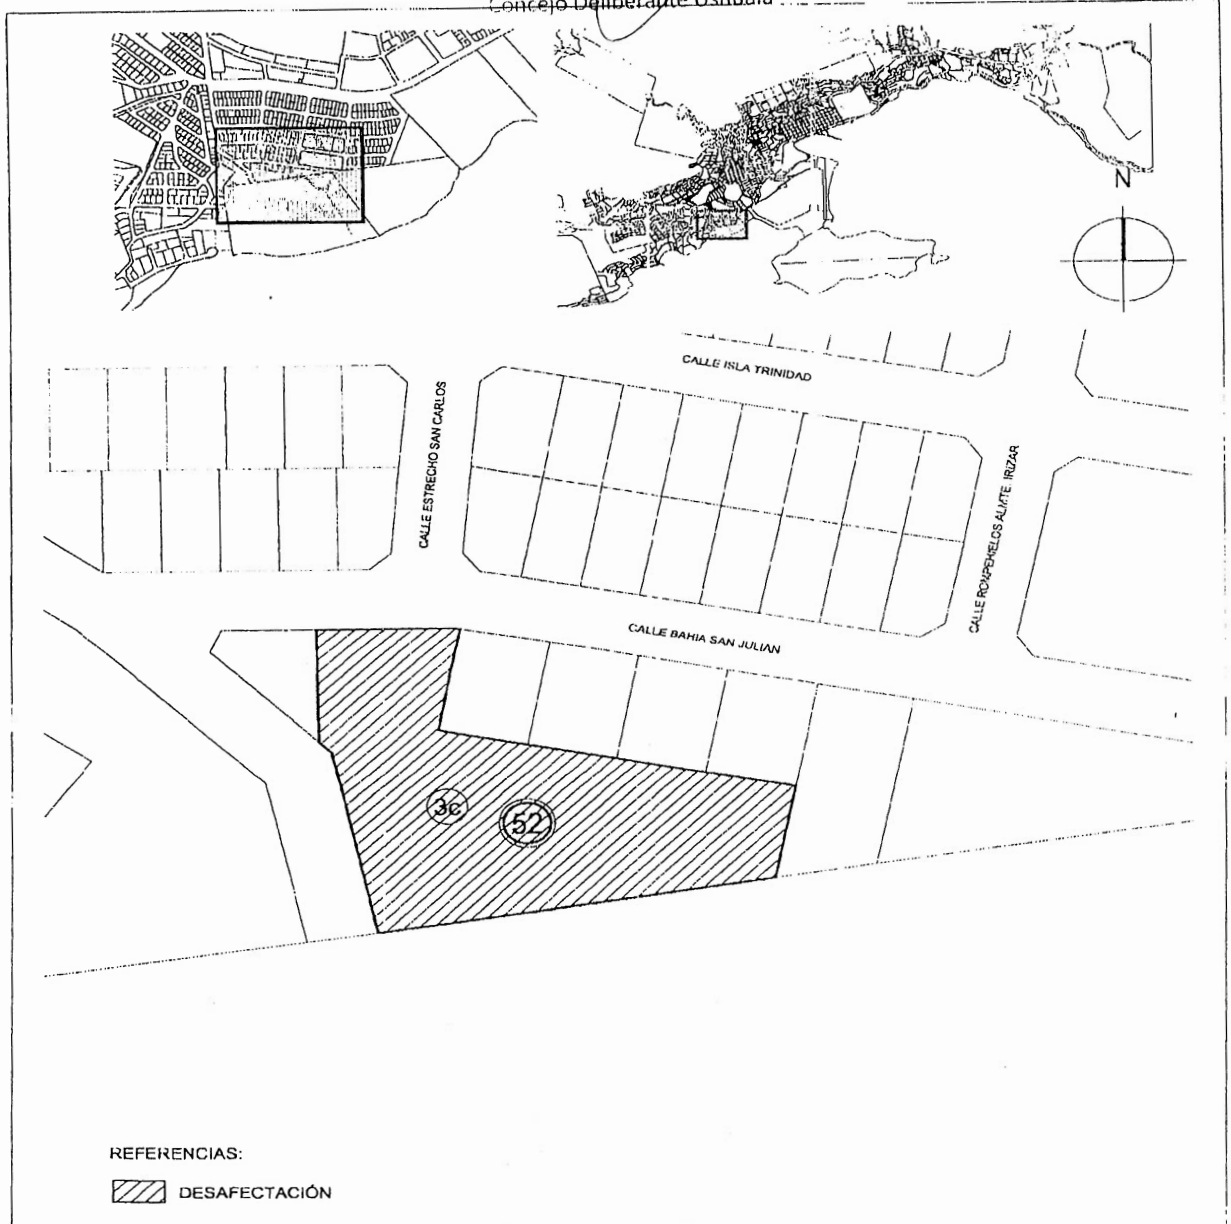 Concejo Deliberante Ushuaia
N
CALLE ISLA TRINIDAD
CALLE ESTRECHO SAN CARLOS
CALLE ROMPEHIELOS ALMTE. IRIZAR
CALLE BAHIA SAN JULIAN
3c
52
REFERENCIAS:
DESAFECTACIÓN